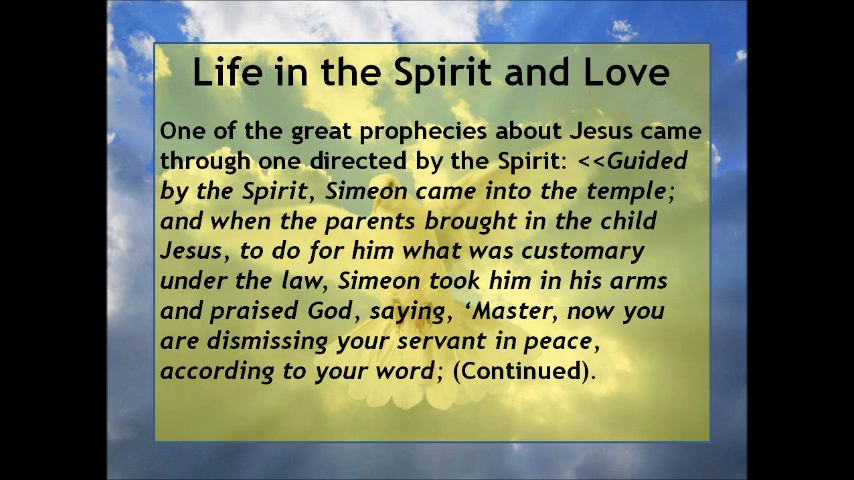 Life in the Spirit and Love
One of the great prophecies about Jesus came
through one directed by the Spirit: <<Guided
by the Spirit, Simeon came into the temple;
and when the parents brought in the child
Jesus, to do for him what was customary
under the law, Simeon took him in his arms
and praised God, saying, ‘Master, now you
are dismissing your servant in peace,
according to your word; (Continued).